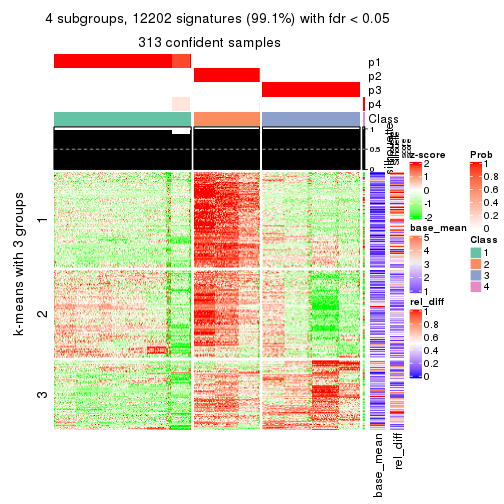 4 subgroups, 12202 signatures (99.1%) with fdr < 0.05
313 confident samples
p1
p2
p3
p4
Class
silhouette
1
0.5
0
k-means with 3 groups
1
2
3
base_mean
rel_diff
z-score
2
1
0
-1
-2
base_mean
5
4
3
2
1
rel_diff
1
0.8
0.6
0.4
0.2
0
Prob
1
0.8
0.6
0.4
0.2
0
Class
1
2
3
4